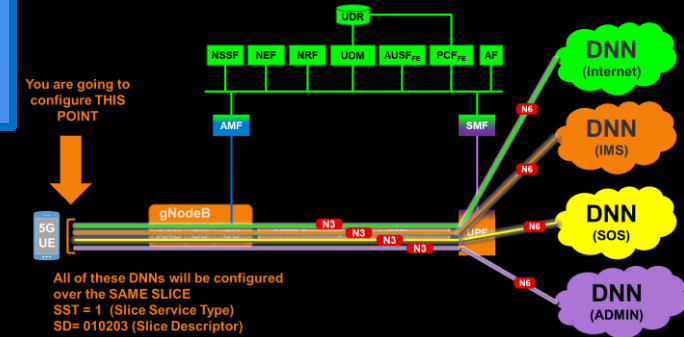 UDR
NSSF
NEF
NRF
UDM
AUSFFE
PCFFE
AF
You are going to
configure THIS
POINT
AMF
SMF
DNN
(Internet)
N6
DNN
(IMS)
N6
gNodeB
5G
UE
N3
N3
N3
N3
UPF
DNN
(SOS)
N6
All of these DNNs will be configured
over the SAME SLICE
SST = 1 (Slice Service Type)
SD= 010203 (Slice Descriptor)
DNN
(ADMIN)
N6